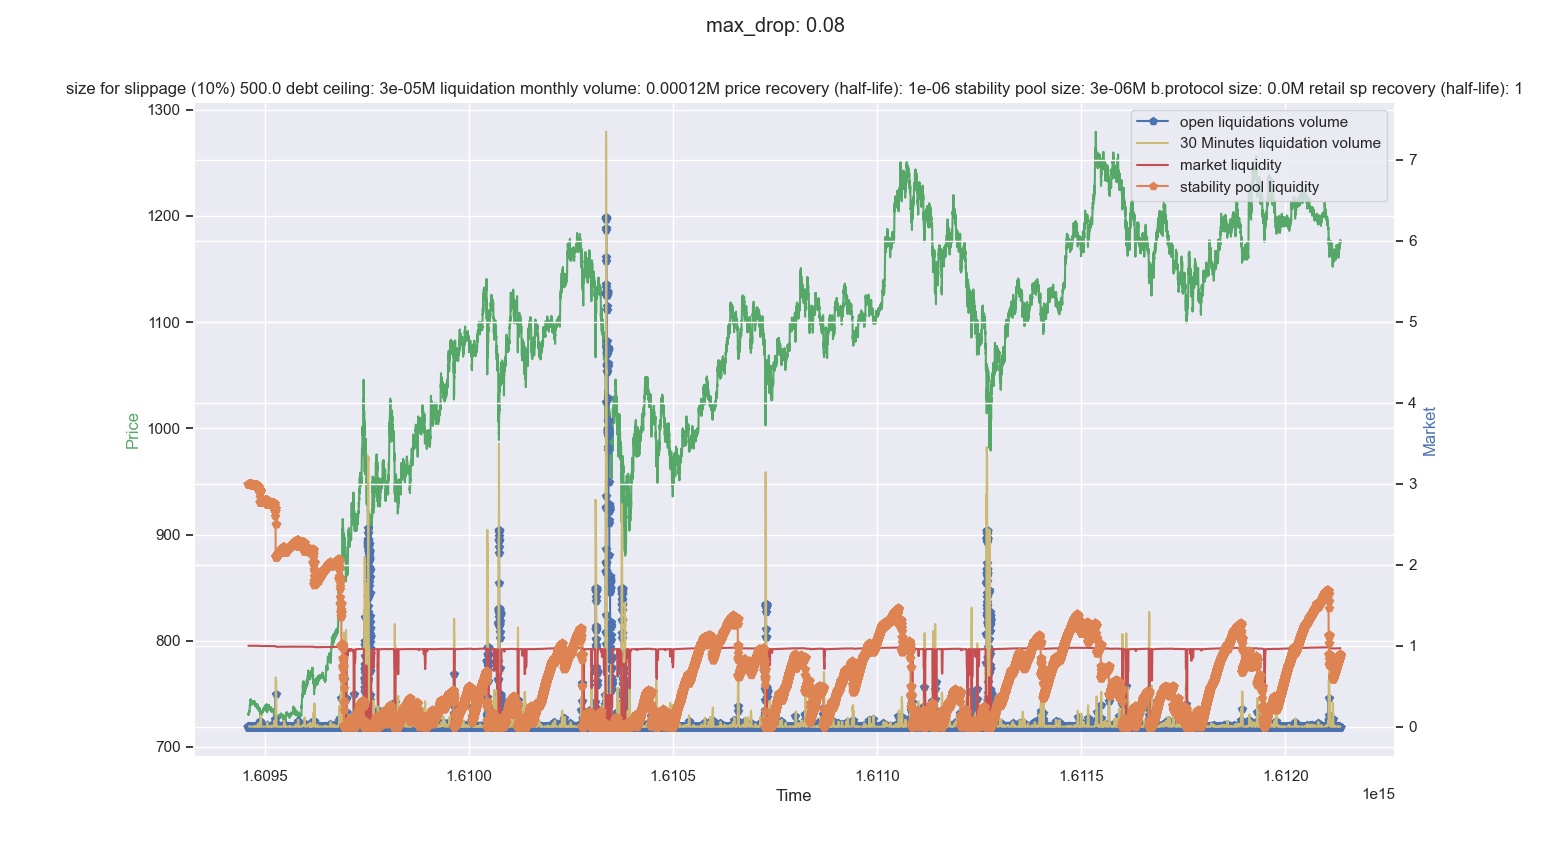 max_drop: 0.08
size for slippage (10%) 500.0 debt ceiling: 3e-05M liquidation monthly volume: 0.00012M price recovery (half-life): 1e-06 stability pool size: 3e-06M b.protocol size: 0.0M retail sp recovery (half-life): 1
open liquidations volume
30 Minutes liquidation volume
market liquidity
stability pool liquidity
1300
1200
1100
1000
900
800
700
Price
7
6
5
4
3
2
1
0
Market
1.6095
1.6100
1.6105
1.6110
1.6115
1.6120
Time
1e15